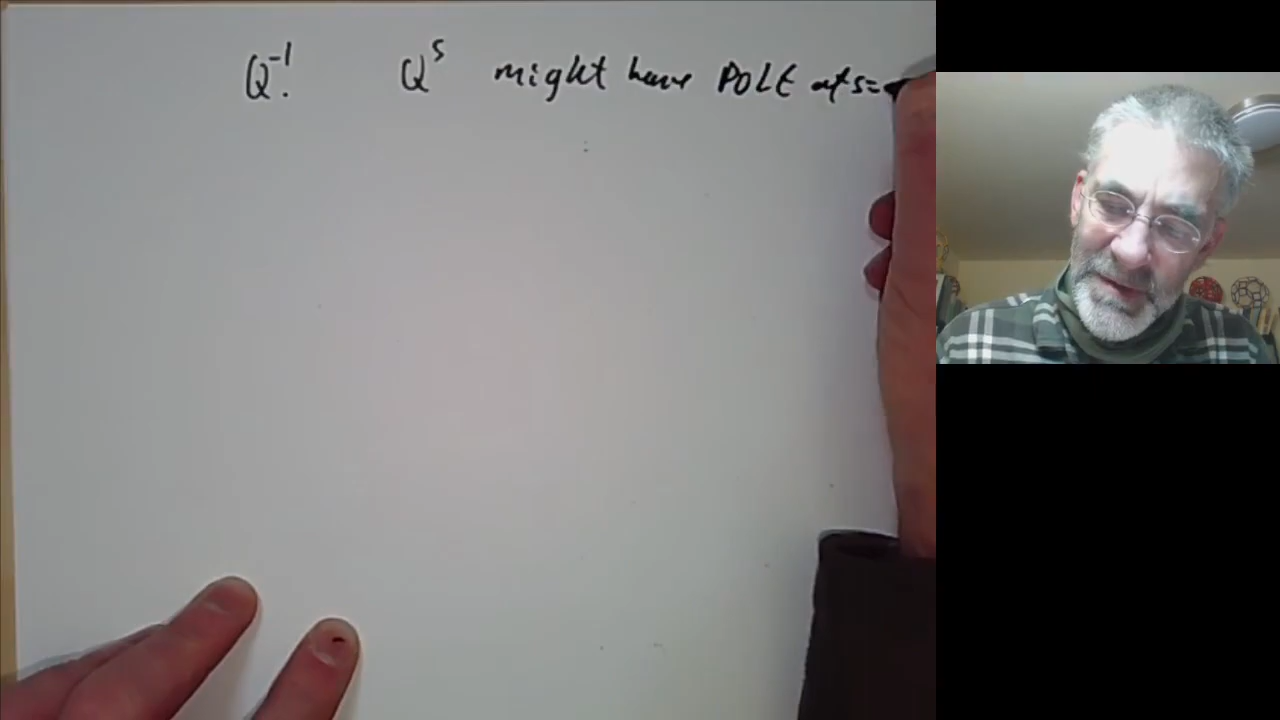 Q⁻¹. Qˢ might have POLE at s=